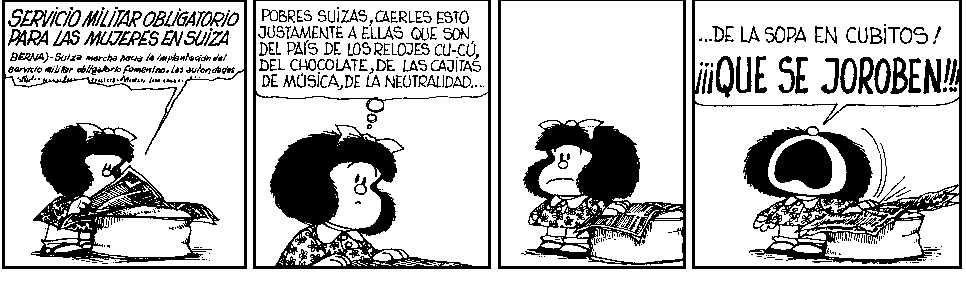 SERVICIO MILITAR OBLIGATORIO
PARA LAS MUJERES EN SUIZA
BERNA)-Suiza marcha hacia la implantación del
servicio militar obligatorio femenino. Las autoridades
POBRES SUIZAS, CAERLES ESTO
JUSTAMENTE A ELLAS QUE SON
DEL PAÍS DE LOS RELOJES CU-CÚ,
DEL CHOCOLATE, DE LAS CAJITAS
DE MÚSICA, DE LA NEUTRALIDAD...
...DE LA SOPA EN CUBITOS!
¡¡¡QUE SE JOROBEN!!!